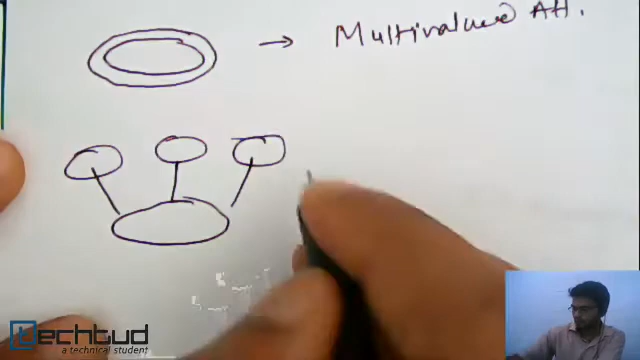 → Multivalued Att.
techtud
a technical student